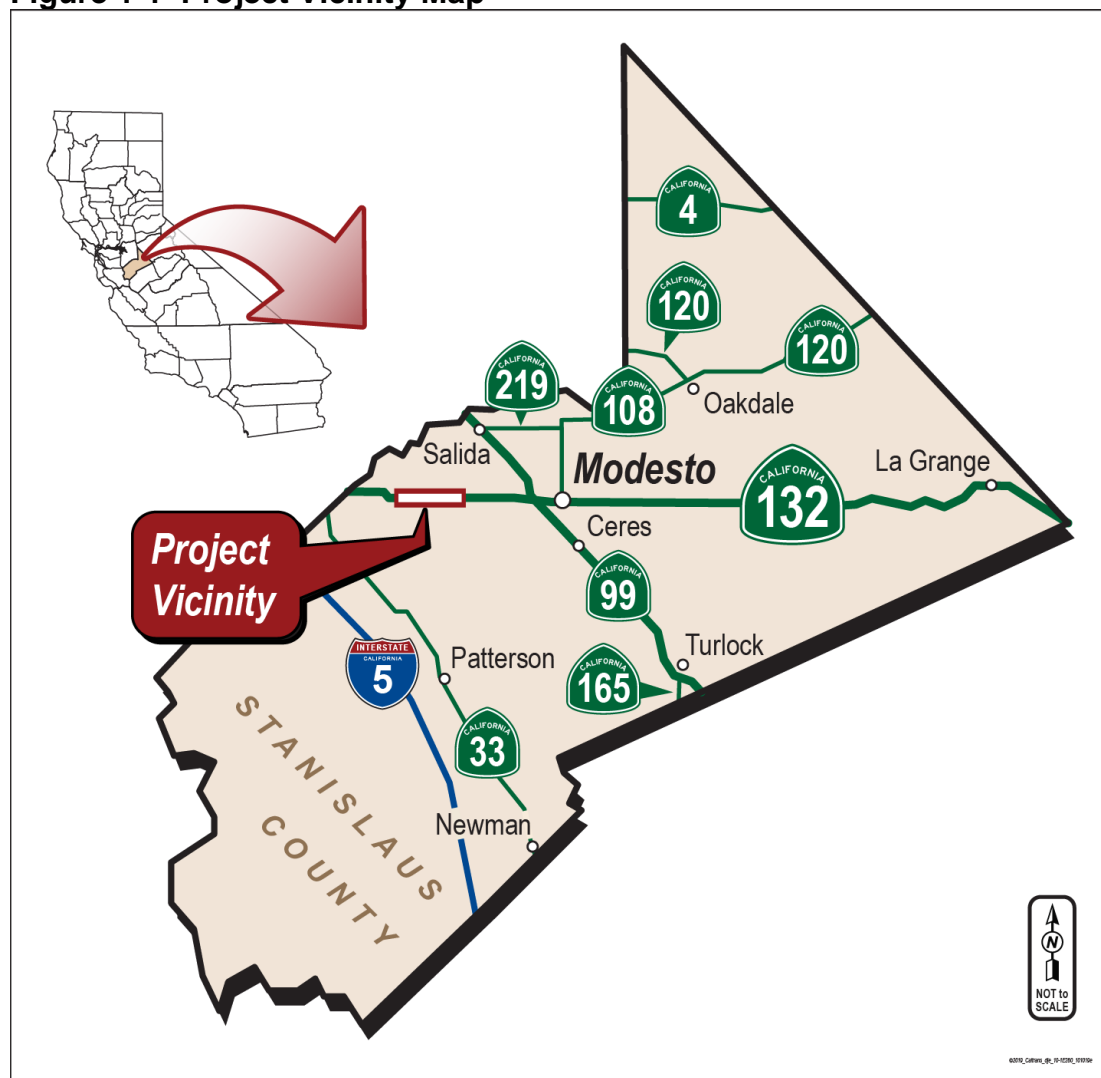 Figure 1-1 Project Vicinity Map
CALIFORNIA
4
CALIFORNIA
120
CALIFORNIA
120
CALIFORNIA
219
CALIFORNIA
108
Oakdale
Salida
Modesto
La Grange
CALIFORNIA
132
Ceres
Project
Vicinity
CALIFORNIA
99
INTERSTATE
CALIFORNIA
5
Patterson
Turlock
CALIFORNIA
165
CALIFORNIA
33
STANISLAUS
COUNTY
Newman
N
NOT to
SCALE